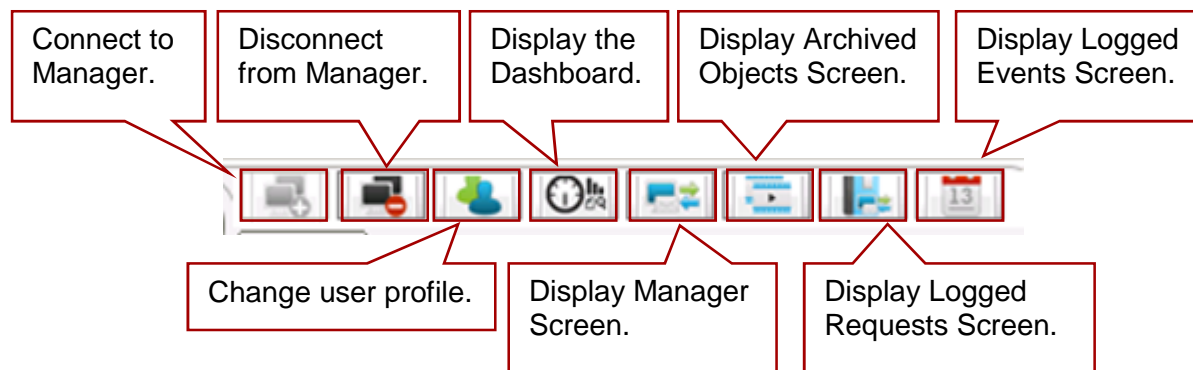 Connect to
Manager.
Disconnect
from Manager.
Display the
Dashboard.
Display Archived
Objects Screen.
Display Logged
Events Screen.
13
Change user profile.
Display Manager
Screen.
Display Logged
Requests Screen.